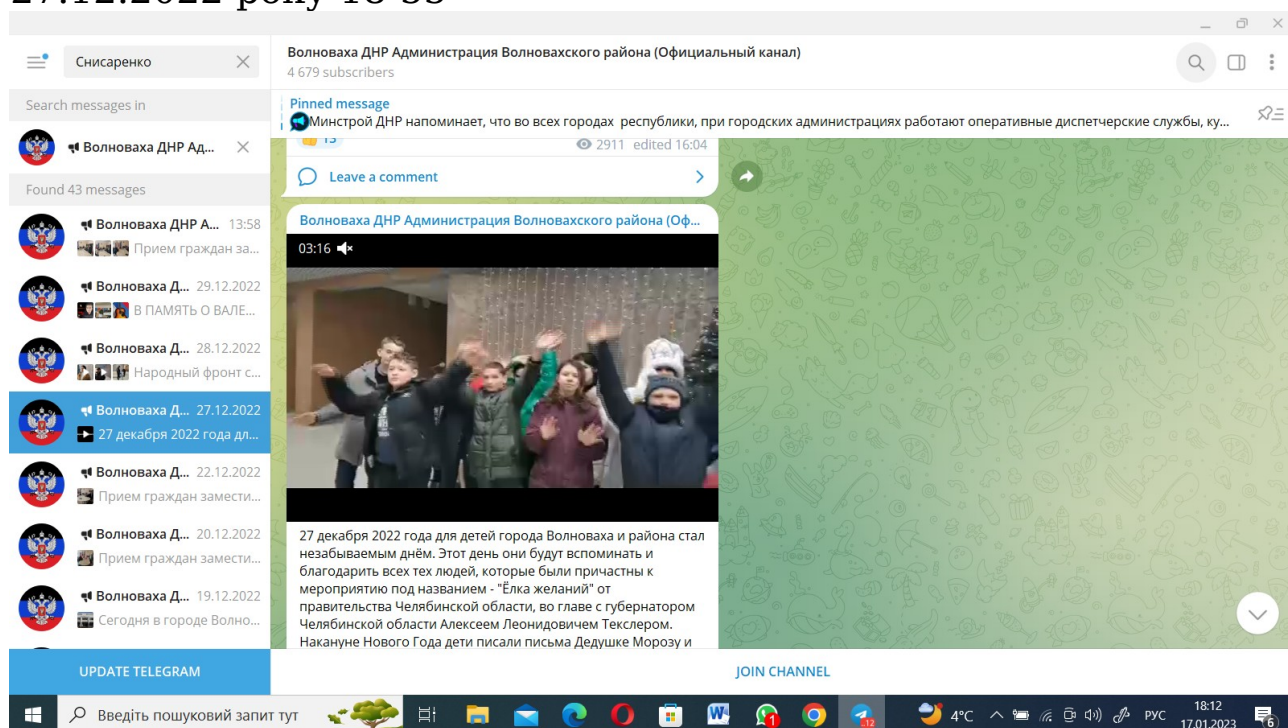 27.12.2022 року
Снисаренко
Волноваха ДНР Администрация Волновахского района (Официальный канал)
4 679 subscribers
Search messages in
Pinned message
Минстрой ДНР напоминает, что во всех городах республики, при городских администрациях работают оперативные диспетчерские службы, ку...
Волноваха ДНР Ад...
13
2911 edited 16:04
Found 43 messages
Leave a comment
Волноваха ДНР А... 13:58
Прием граждан за...
Волноваха Д... 29.12.2022
В ПАМЯТЬ О ВАЛЕ...
Волноваха Д... 28.12.2022
Народный фронт с...
Волноваха Д... 27.12.2022
27 декабря 2022 года дл...
Волноваха Д... 22.12.2022
Прием граждан замести...
Волноваха Д... 20.12.2022
Прием граждан замести...
Волноваха Д... 19.12.2022
Сегодня в городе Волно...
UPDATE TELEGRAM
Волноваха ДНР Администрация Волновахского района (Оф...
03:16
27 декабря 2022 года для детей города Волноваха и района стал
незабываемым днём. Этот день они будут вспоминать и
благодарить всех тех людей, которые были причастны к
мероприятию под названием - "Ёлка желаний" от
правительства Челябинской области, во главе с губернатором
Челябинской области Алексеем Леонидовичем Текслером.
Накануне Нового Года дети писали письма Дедушке Морозу и
JOIN CHANNEL
Введіть пошуковий запит тут
4°C
РУС
18:12
17.01.2023